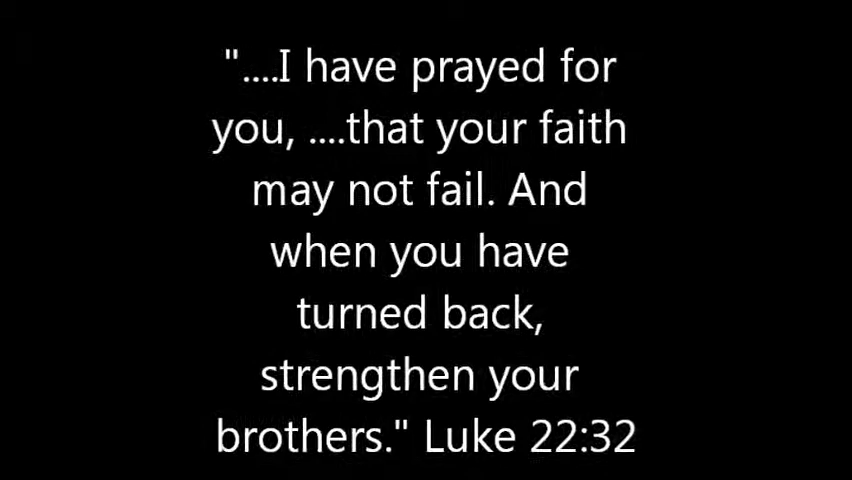 "....I have prayed for
you, ....that your faith
may not fail. And
when you have
turned back,
strengthen your
brothers." Luke 22:32